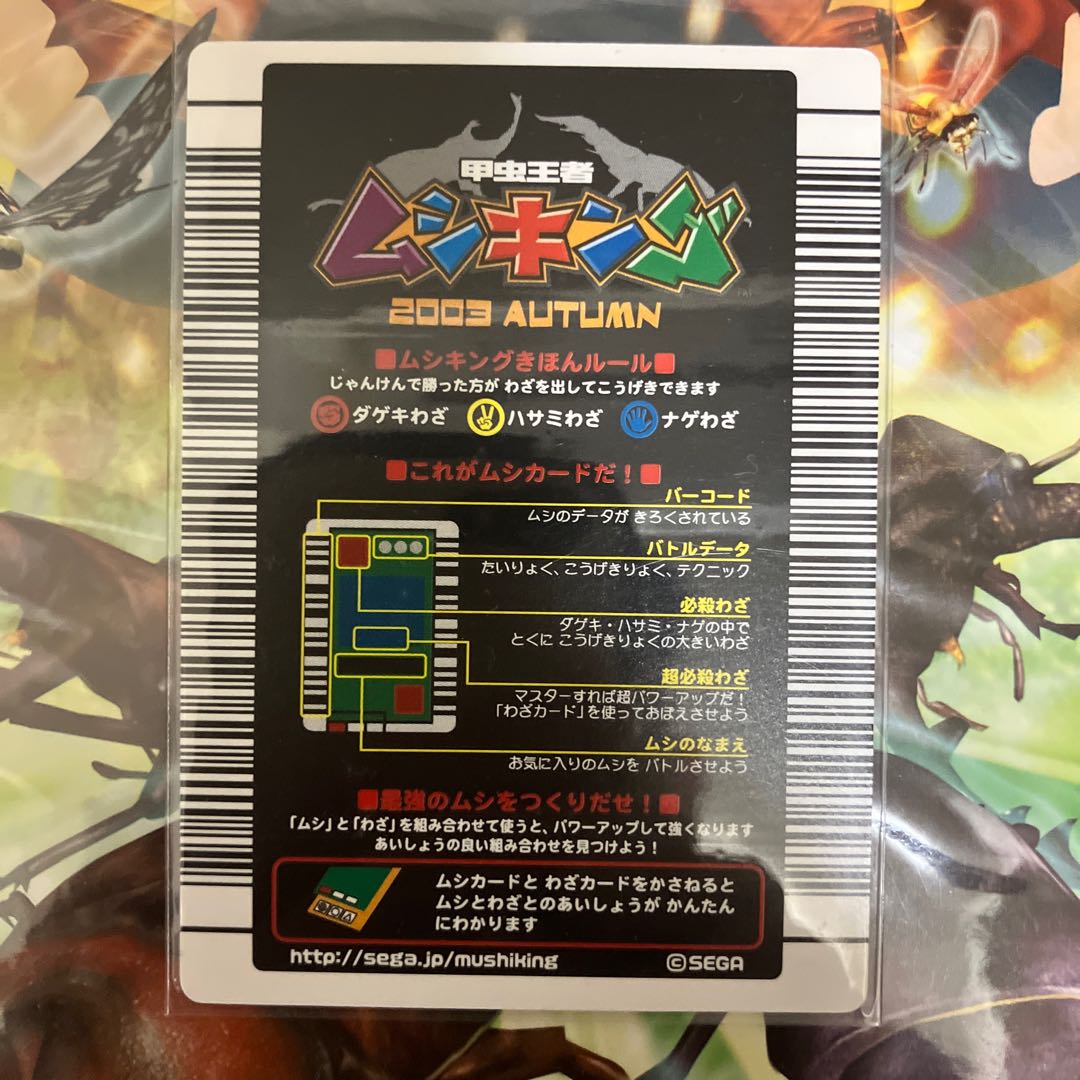 甲虫王者
ムシキング
2003 AUTUMN
■ムシキングきほんルール■
じゃんけんで勝った方が わざを出してこうげきできます
ダゲキわざ ハサミわざ ナゲわざ
■これがムシカードだ！■
バーコード
ムシのデータが きろくされている
バトルデータ
たいりょく、こうげきりょく、テクニック
必殺わざ
ダゲキ・ハサミ・ナゲの中で
とくに こうげきりょくの大きいわざ
超必殺わざ
マスターすれば超パワーアップだ！
「わざカード」を使っておぼえさせよう
ムシのなまえ
お気に入りのムシを バトルさせよう
■最強のムシをつくりだせ！■
「ムシ」と「わざ」を組み合わせて使うと、パワーアップして強くなります
あいしょうの良い組み合わせを見つけよう！
ムシカードと わざカードをかさねると
ムシとわざとのあいしょうが かんたん
にわかります
http://sega.jp/mushiking ©SEGA